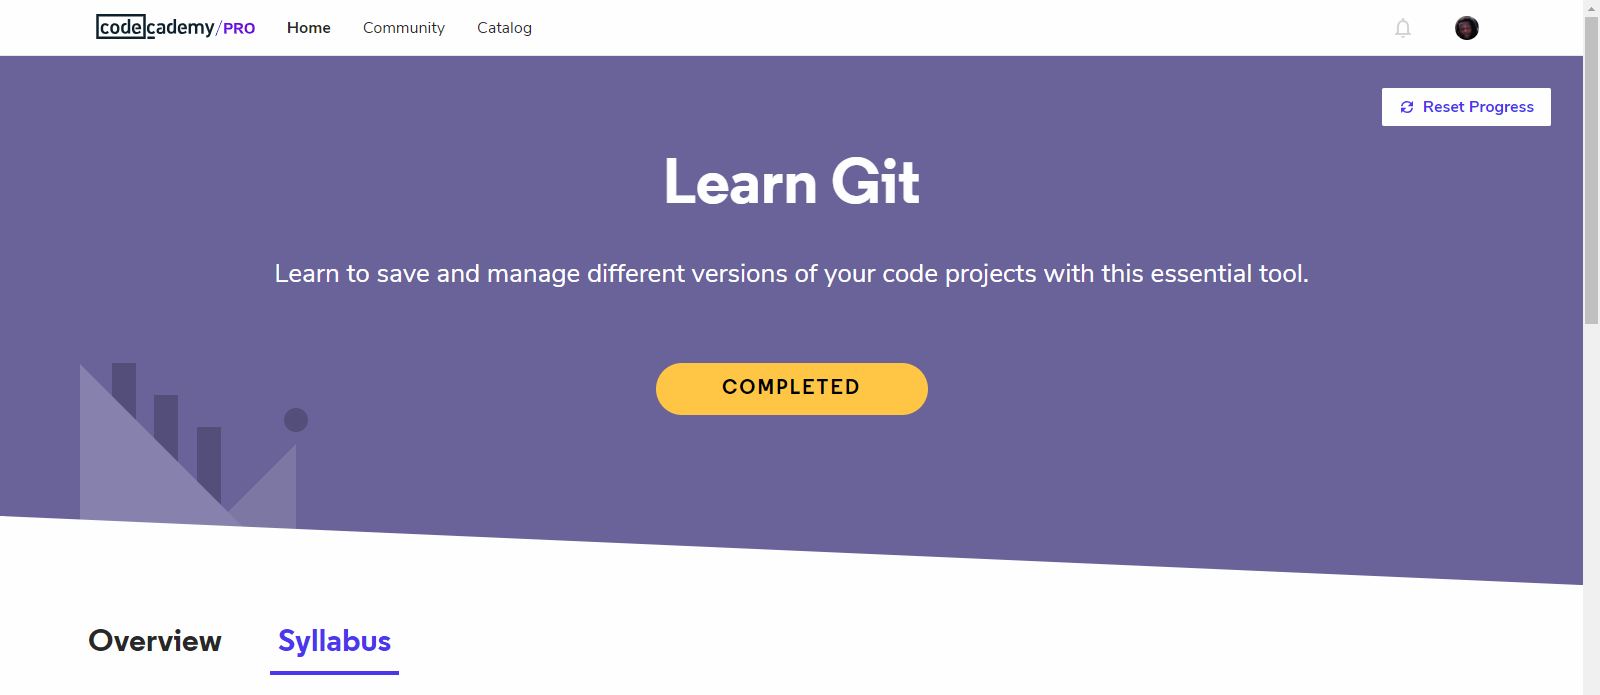 codecademy/PRO Home Community Catalog
Reset Progress
Learn Git
Learn to save and manage different versions of your code projects with this essential tool.
COMPLETED
Overview Syllabus